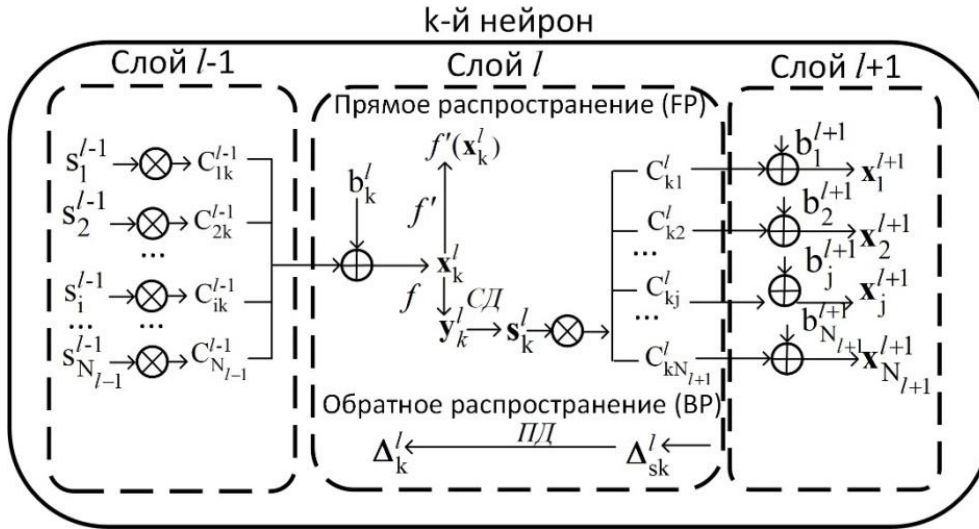 k-й нейрон
Слой l-1
Слой l
Слой l+1
Прямое распространение (FP)
s_1^{l-1} C_{1k}^{l-1}
s_2^{l-1} C_{2k}^{l-1}
... ...
s_i^{l-1} C_{ik}^{l-1}
... ...
s_{N_{l-1}}^{l-1} C_{N_{l-1}}^{l-1}
f'(x_k^l)
b_k^l
f'
x_k^l
f
СД
y_k^l
s_k^l
C_{k1}^l
C_{k2}^l
...
C_{kj}^l
...
C_{kN_{l+1}}^l
b_1^{l+1}
x_1^{l+1}
b_2^{l+1}
x_2^{l+1}
b_j^{l+1}
x_j^{l+1}
b_{N_{l+1}}^{l+1}
x_{N_{l+1}}^{l+1}
Обратное распространение (BP)
Δ_k^l
ПД
Δ_{sk}^l